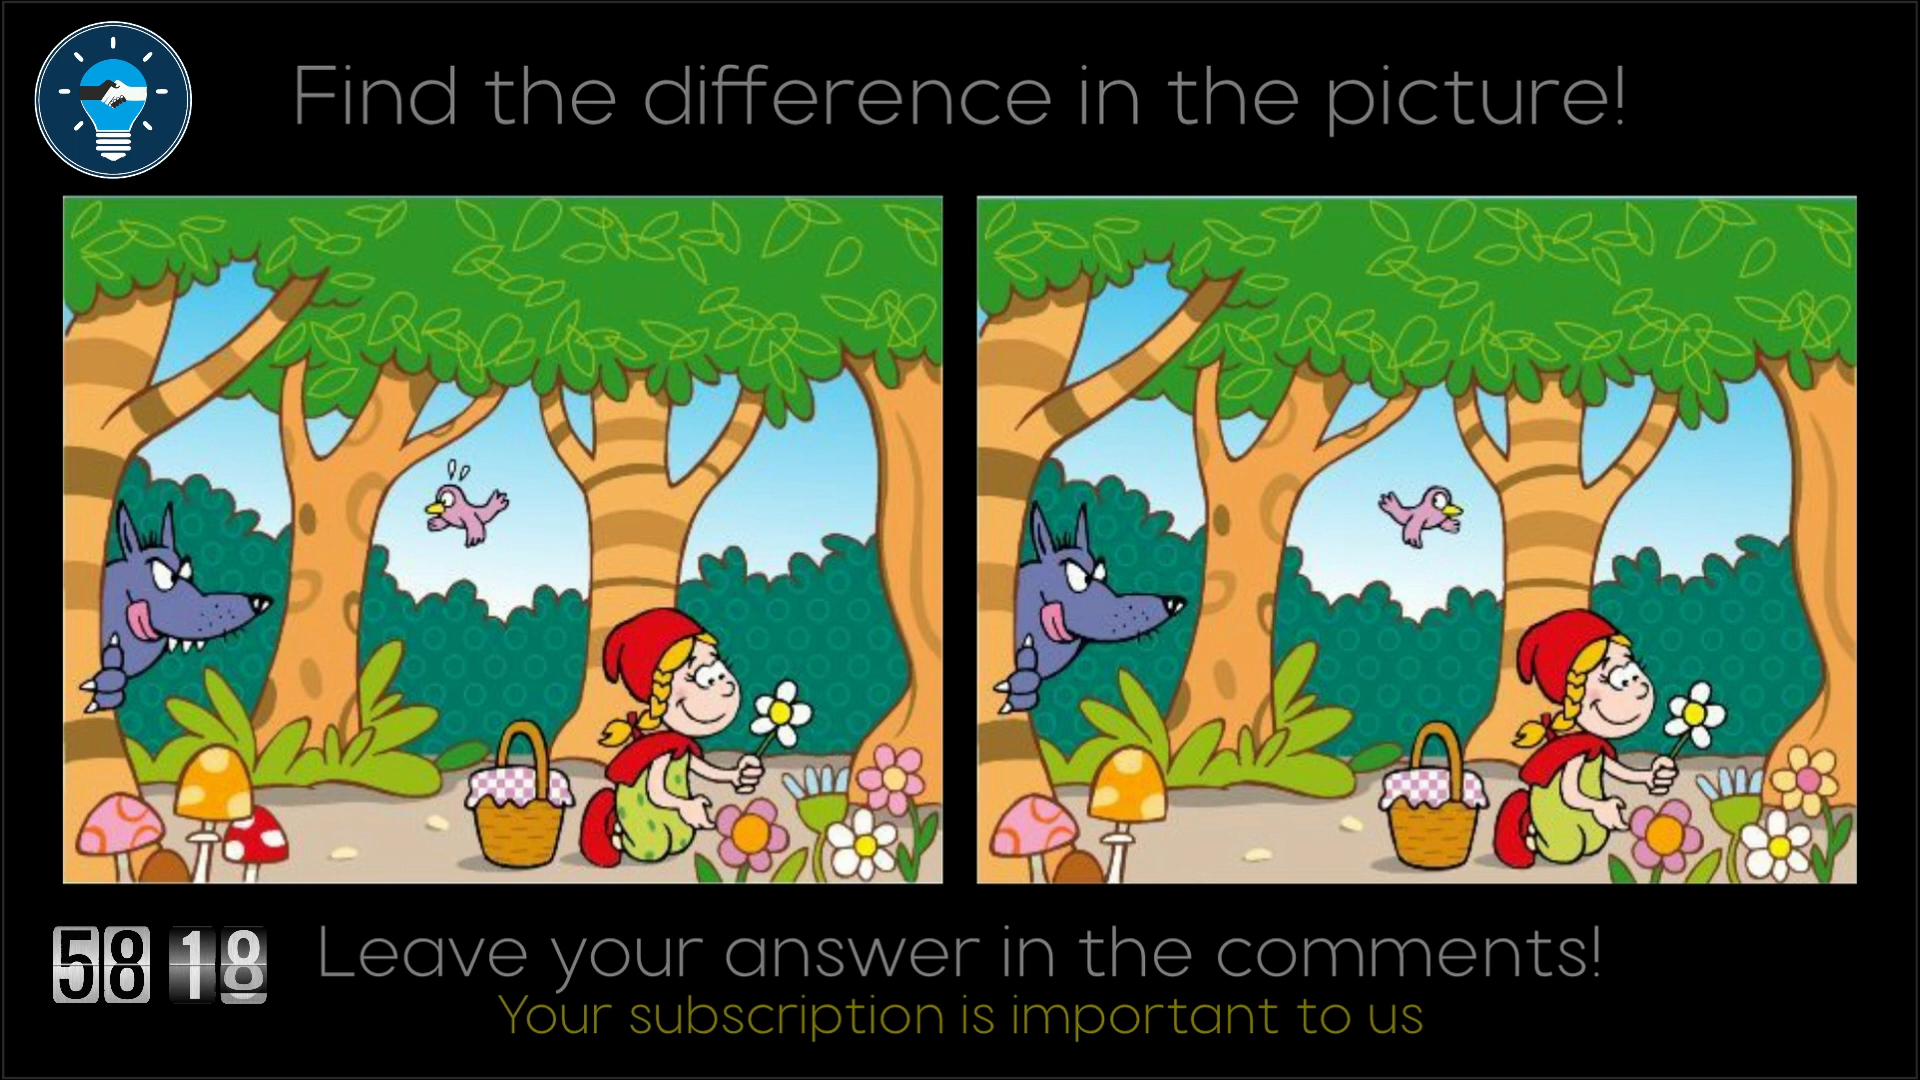 Find the difference in the picture!
58 18
Leave your answer in the comments!
Your subscription is important to us